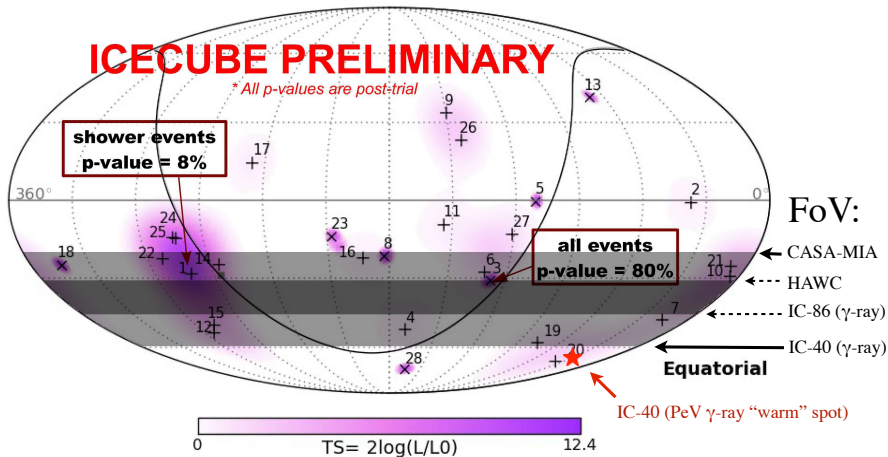 ICECUBE PRELIMINARY
* All p-values are post-trial
13
9
26
shower events
p-value = 8%
17
360°
0°
2
5
FoV:
11
24
25
23
27
all events
p-value = 80%
CASA-MIA
18
22
1
14
16
8
6
3
21
10
HAWC
15
12
4
7
IC-86 (γ-ray)
19
20
IC-40 (γ-ray)
28
Equatorial
IC-40 (PeV γ-ray “warm” spot)
0
12.4
TS= 2log(L/L0)